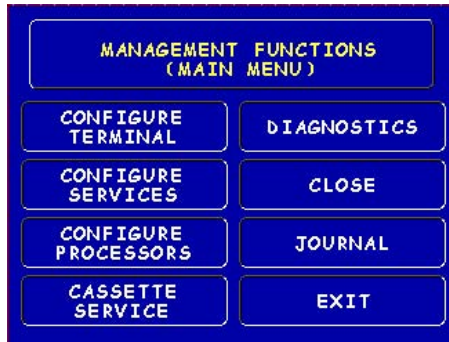 MANAGEMENT FUNCTIONS
(MAIN MENU)
CONFIGURE
TERMINAL
DIAGNOSTICS
CONFIGURE
SERVICES
CLOSE
CONFIGURE
PROCESSORS
JOURNAL
CASSETTE
SERVICE
EXIT